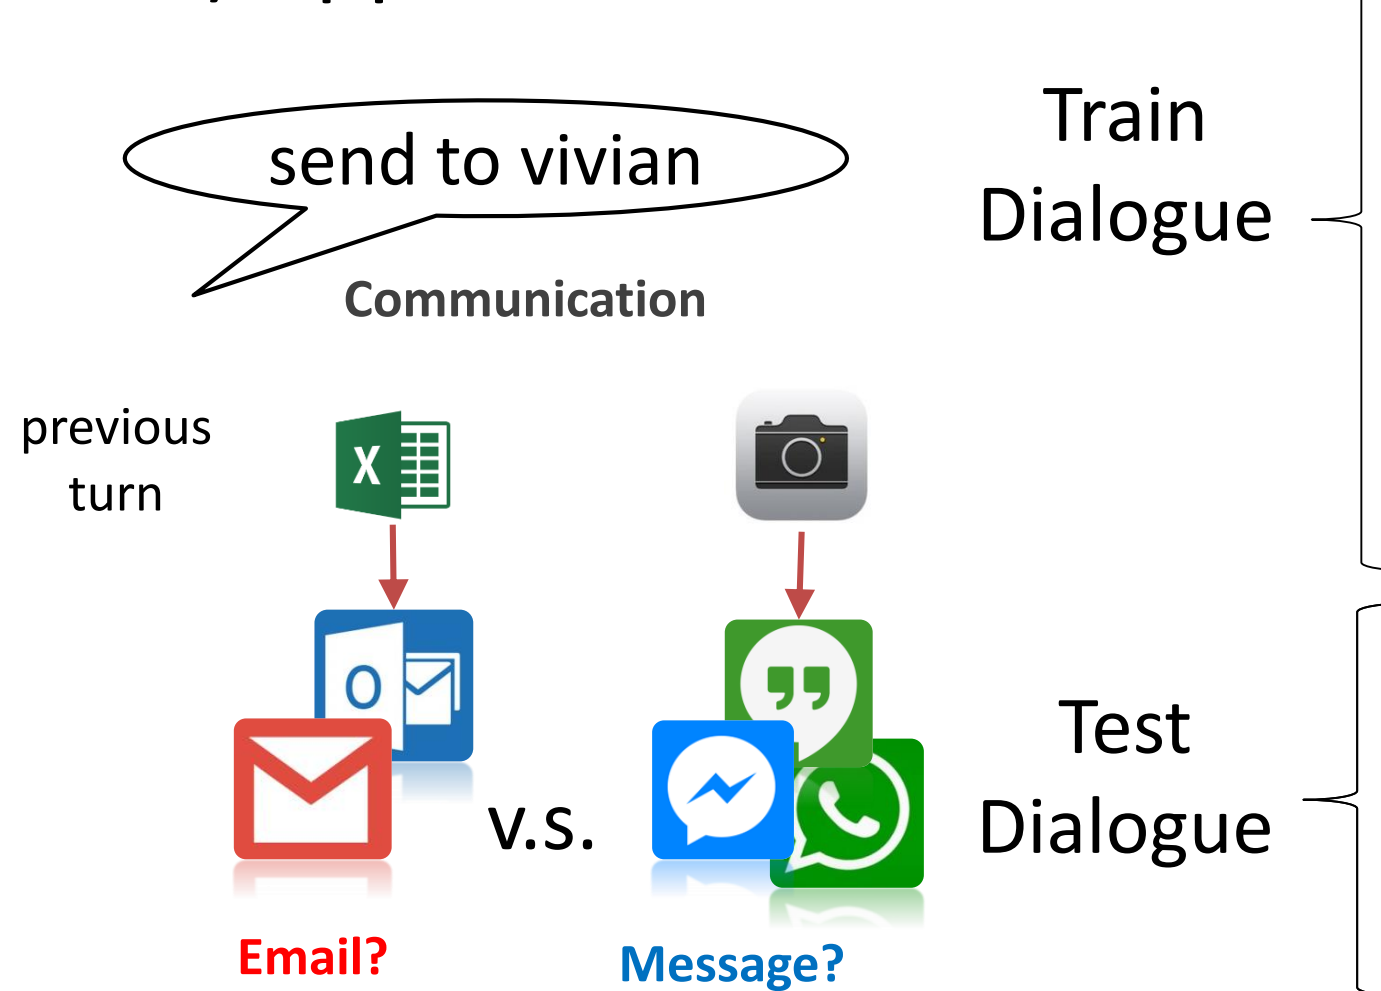 send to vivian
Communication
Train
Dialogue
previous
turn
X
O
v.s.
Test
Dialogue
Email?
Message?